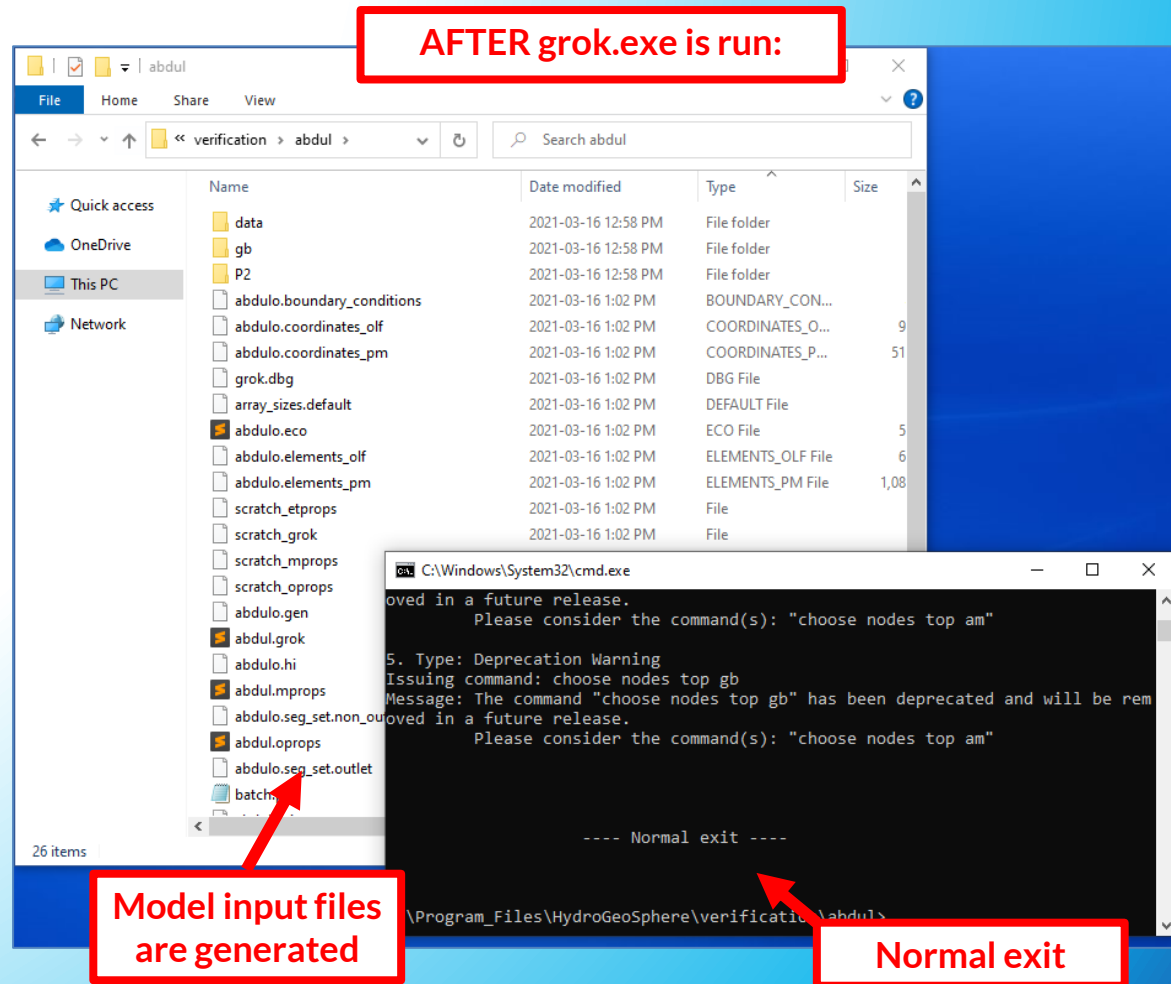 AFTER grok.exe is run:
abdul
File Home Share View
« verification › abdul ›
Search abdul
Quick access
OneDrive
This PC
Network
Name Date modified Type Size
data 2021-03-16 12:58 PM File folder
gb 2021-03-16 12:58 PM File folder
P2 2021-03-16 12:58 PM File folder
abdulo.boundary_conditions 2021-03-16 1:02 PM BOUNDARY_CON...
abdulo.coordinates_olf 2021-03-16 1:02 PM COORDINATES_O... 9
abdulo.coordinates_pm 2021-03-16 1:02 PM COORDINATES_P... 51
grok.dbg 2021-03-16 1:02 PM DBG File
array_sizes.default 2021-03-16 1:02 PM DEFAULT File
abdulo.eco 2021-03-16 1:02 PM ECO File 5
abdulo.elements_olf 2021-03-16 1:02 PM ELEMENTS_OLF File 6
abdulo.elements_pm 2021-03-16 1:02 PM ELEMENTS_PM File 1,08
scratch_etprops 2021-03-16 1:02 PM File
scratch_grok 2021-03-16 1:02 PM File
scratch_mprops
scratch_oprops
abdulo.gen
abdul.grok
abdulo.hi
abdul.mprops
abdulo.seg_set.non_ou
abdul.oprops
abdulo.seg_set.outlet
batch.
26 items
C:\Windows\System32\cmd.exe
oved in a future release.
Please consider the command(s): "choose nodes top am"
5. Type: Deprecation Warning
Issuing command: choose nodes top gb
Message: The command "choose nodes top gb" has been deprecated and will be rem
oved in a future release.
Please consider the command(s): "choose nodes top am"
---- Normal exit ----
\Program_Files\HydroGeoSphere\verification\abdul>
Model input files
are generated
Normal exit